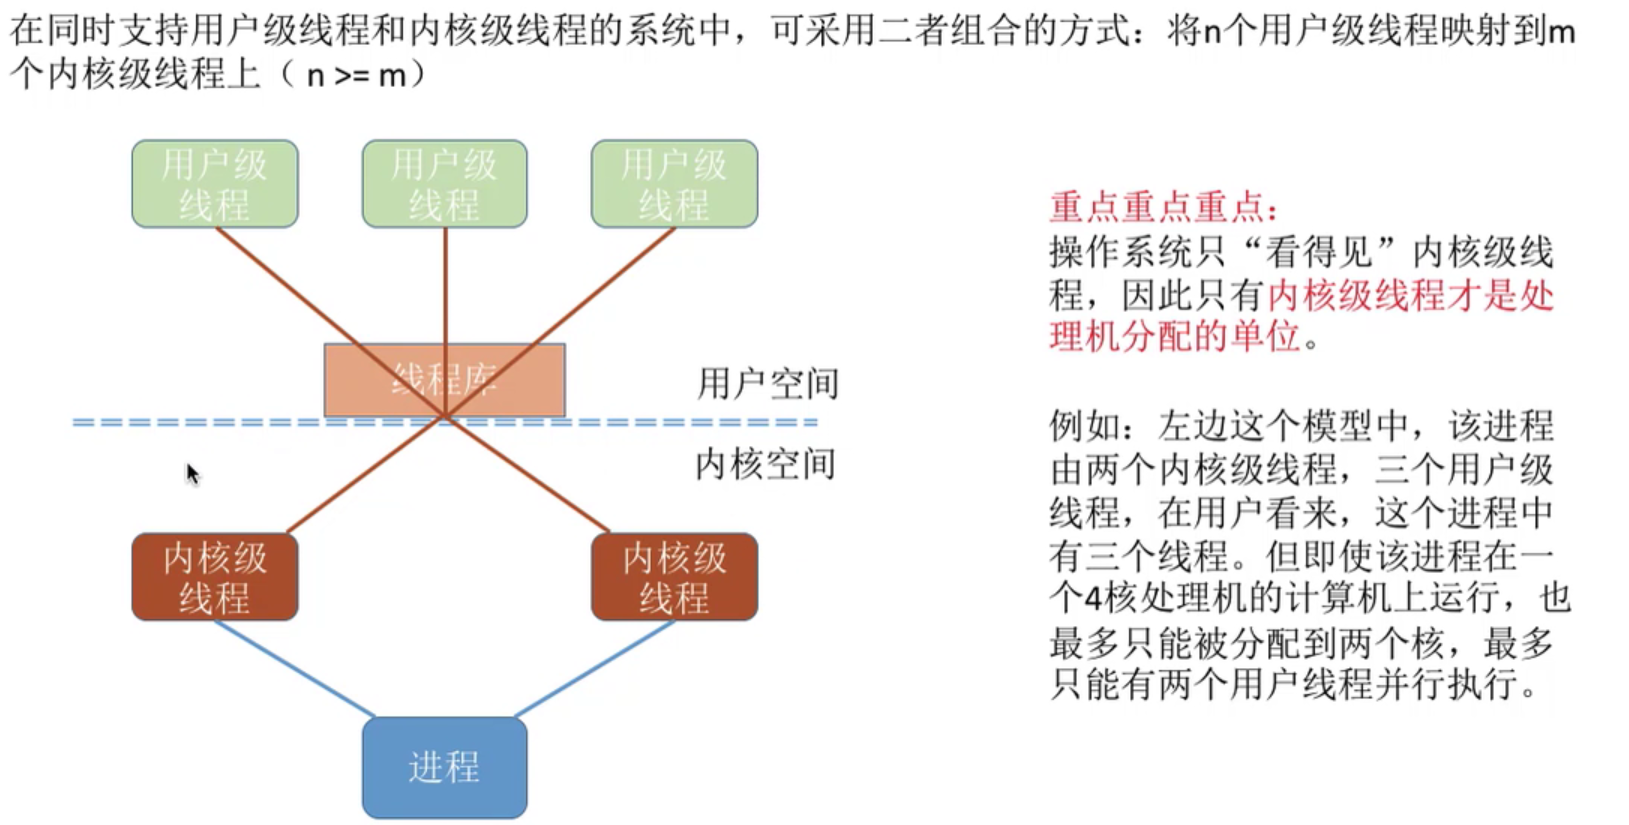 在同时支持用户级线程和内核级线程的系统中，可采用二者组合的方式：将n个用户级线程映射到m
个内核级线程上（ n >= m）
用户级
线程
用户级
线程
用户级
线程
线程库
用户空间
内核空间
内核级
线程
内核级
线程
进程
重点重点重点：
操作系统只“看得见”内核级线
程，因此只有内核级线程才是处
理机分配的单位。
例如：左边这个模型中，该进程
由两个内核级线程，三个用户级
线程，在用户看来，这个进程中
有三个线程。但即使该进程在一
个4核处理机的计算机上运行，也
最多只能被分配到两个核，最多
只能有两个用户线程并行执行。